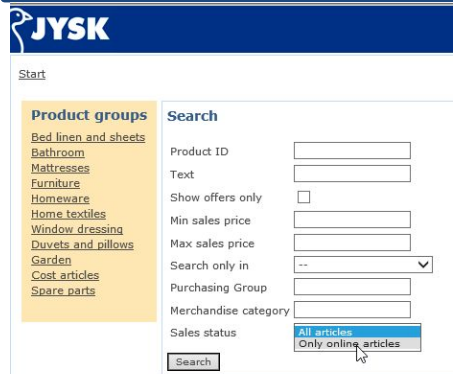 JYSK
Start
Product groups
Bed linen and sheets
Bathroom
Mattresses
Furniture
Homeware
Home textiles
Window dressing
Duvets and pillows
Garden
Cost articles
Spare parts
Search
Product ID
Text
Show offers only
Min sales price
Max sales price
Search only in --
Purchasing Group
Merchandise category
Sales status All articles
Only online articles
Search